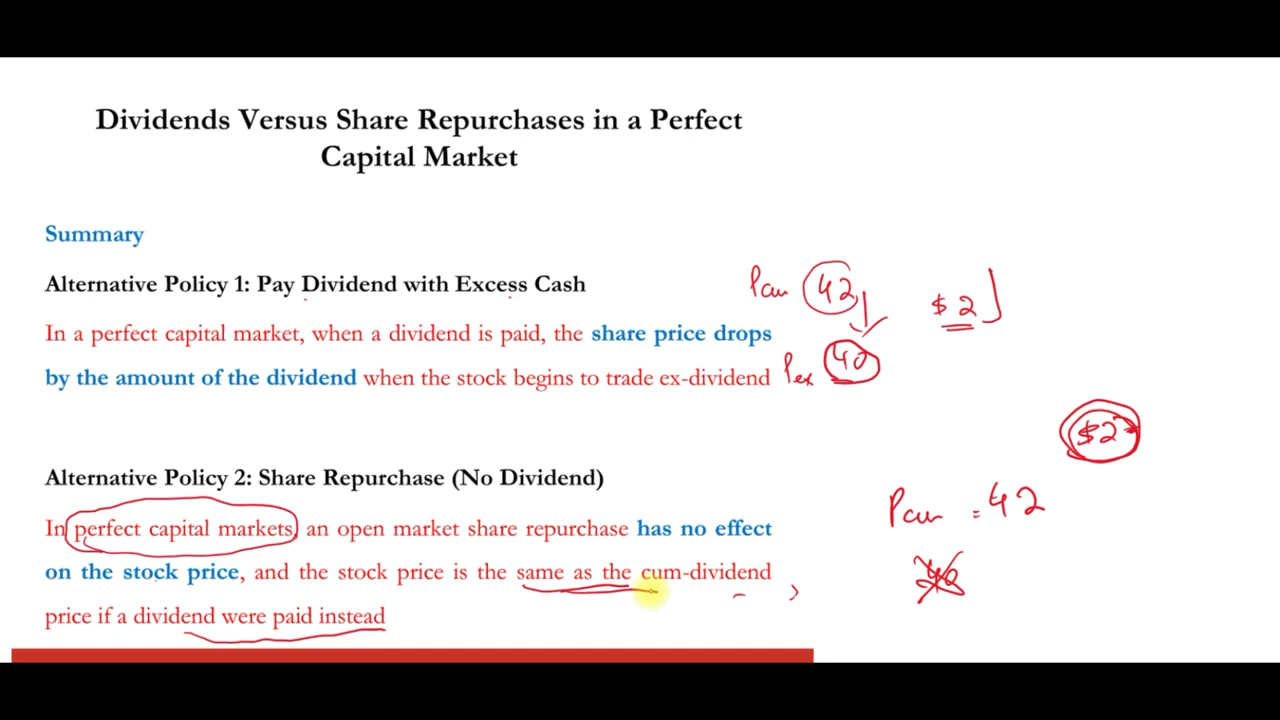 Dividends Versus Share Repurchases in a Perfect
Capital Market
Summary
Alternative Policy 1: Pay Dividend with Excess Cash
Pcum 42 $2
In a perfect capital market, when a dividend is paid, the share price drops
by the amount of the dividend when the stock begins to trade ex-dividend
Pex 40
$2
Alternative Policy 2: Share Repurchase (No Dividend)
Pcum = 42
In perfect capital markets, an open market share repurchase has no effect
on the stock price, and the stock price is the same as the cum-dividend
40
price if a dividend were paid instead